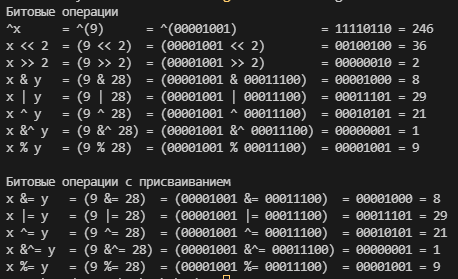 Битовые операции
^x     = ^(9)      = ^(00001001)            = 11110110 = 246
x << 2  = (9 << 2)  = (00001001 << 2)        = 00100100 = 36
x >> 2  = (9 >> 2)  = (00001001 >> 2)        = 00000010 = 2
x & y   = (9 & 28)  = (00001001 & 00011100)  = 00001000 = 8
x | y   = (9 | 28)  = (00001001 | 00011100)  = 00011101 = 29
x ^ y   = (9 ^ 28)  = (00001001 ^ 00011100)  = 00010101 = 21
x &^ y  = (9 &^ 28) = (00001001 &^ 00011100) = 00000001 = 1
x % y   = (9 % 28)  = (00001001 % 00011100)  = 00001001 = 9
Битовые операции с присваиванием
x &= y   = (9 &= 28)  = (00001001 &= 00011100)  = 00001000 = 8
x |= y   = (9 |= 28)  = (00001001 |= 00011100)  = 00011101 = 29
x ^= y   = (9 ^= 28)  = (00001001 ^= 00011100)  = 00010101 = 21
x &^= y  = (9 &^= 28) = (00001001 &^= 00011100) = 00000001 = 1
x %= y   = (9 %= 28)  = (00001001 %= 00011100)  = 00001001 = 9